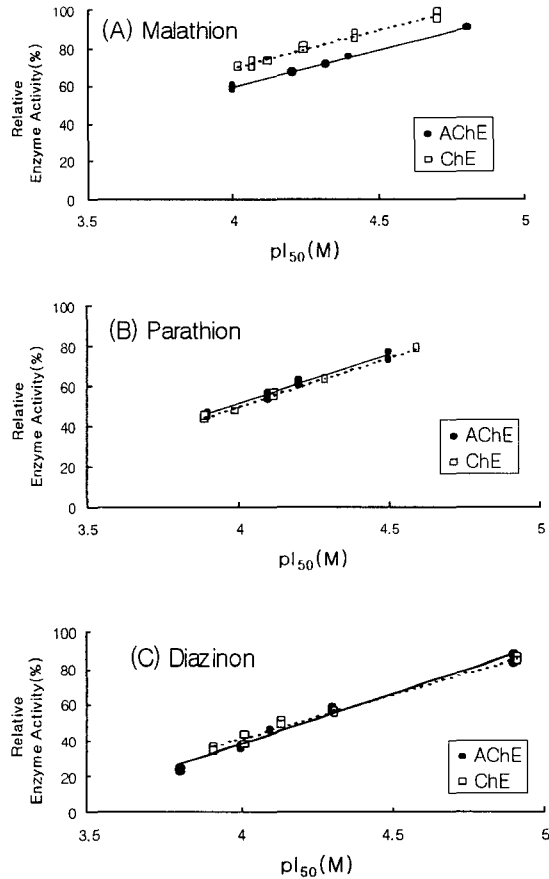 (A) Malathion
Relative
Enzyme Activity(%)
100
80
60
40
20
0
AChE
ChE
3.5
4
4.5
5
pI50(M)
(B) Parathion
Relative
Enzyme Activity(%)
100
80
60
40
20
0
AChE
ChE
3.5
4
4.5
5
pI50(M)
(C) Diazinon
Relative
Enzyme Activity(%)
100
80
60
40
20
0
AChE
ChE
3.5
4
4.5
5
pI50(M)